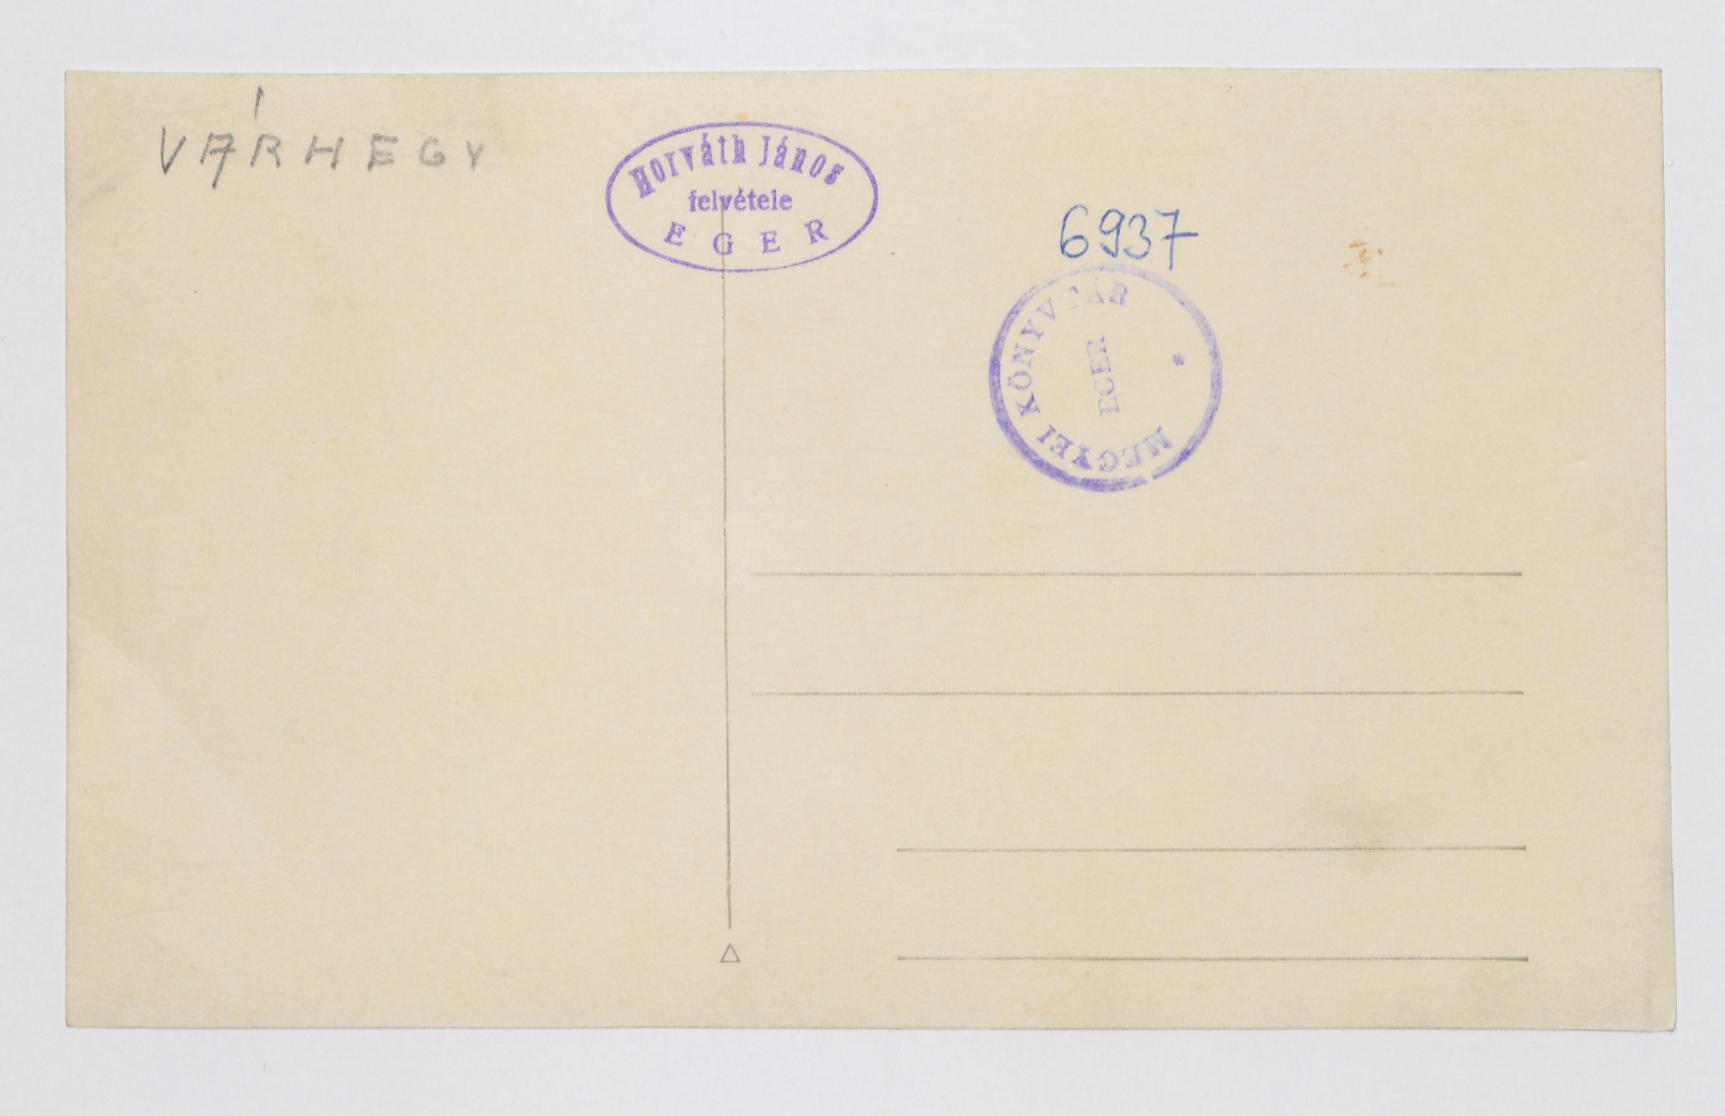 VÁRHEGY
Horváth János
felvétele
EGER
6937
MEGYEI KÖNYVTÁR
EGER
*